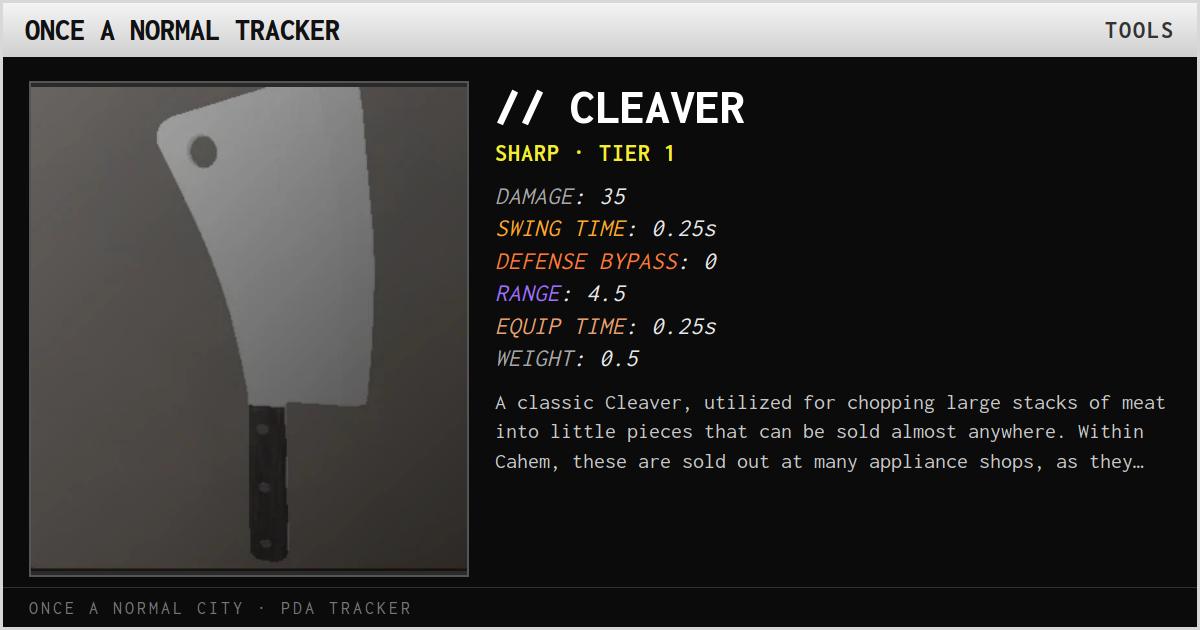 ONCE A NORMAL TRACKER
TOOLS
// CLEAVER
SHARP · TIER 1
DAMAGE: 35
SWING TIME: 0.25s
DEFENSE BYPASS: 0
RANGE: 4.5
EQUIP TIME: 0.25s
WEIGHT: 0.5
A classic Cleaver, utilized for chopping large stacks of meat
into little pieces that can be sold almost anywhere. Within
Cahem, these are sold out at many appliance shops, as they…
ONCE A NORMAL CITY · PDA TRACKER